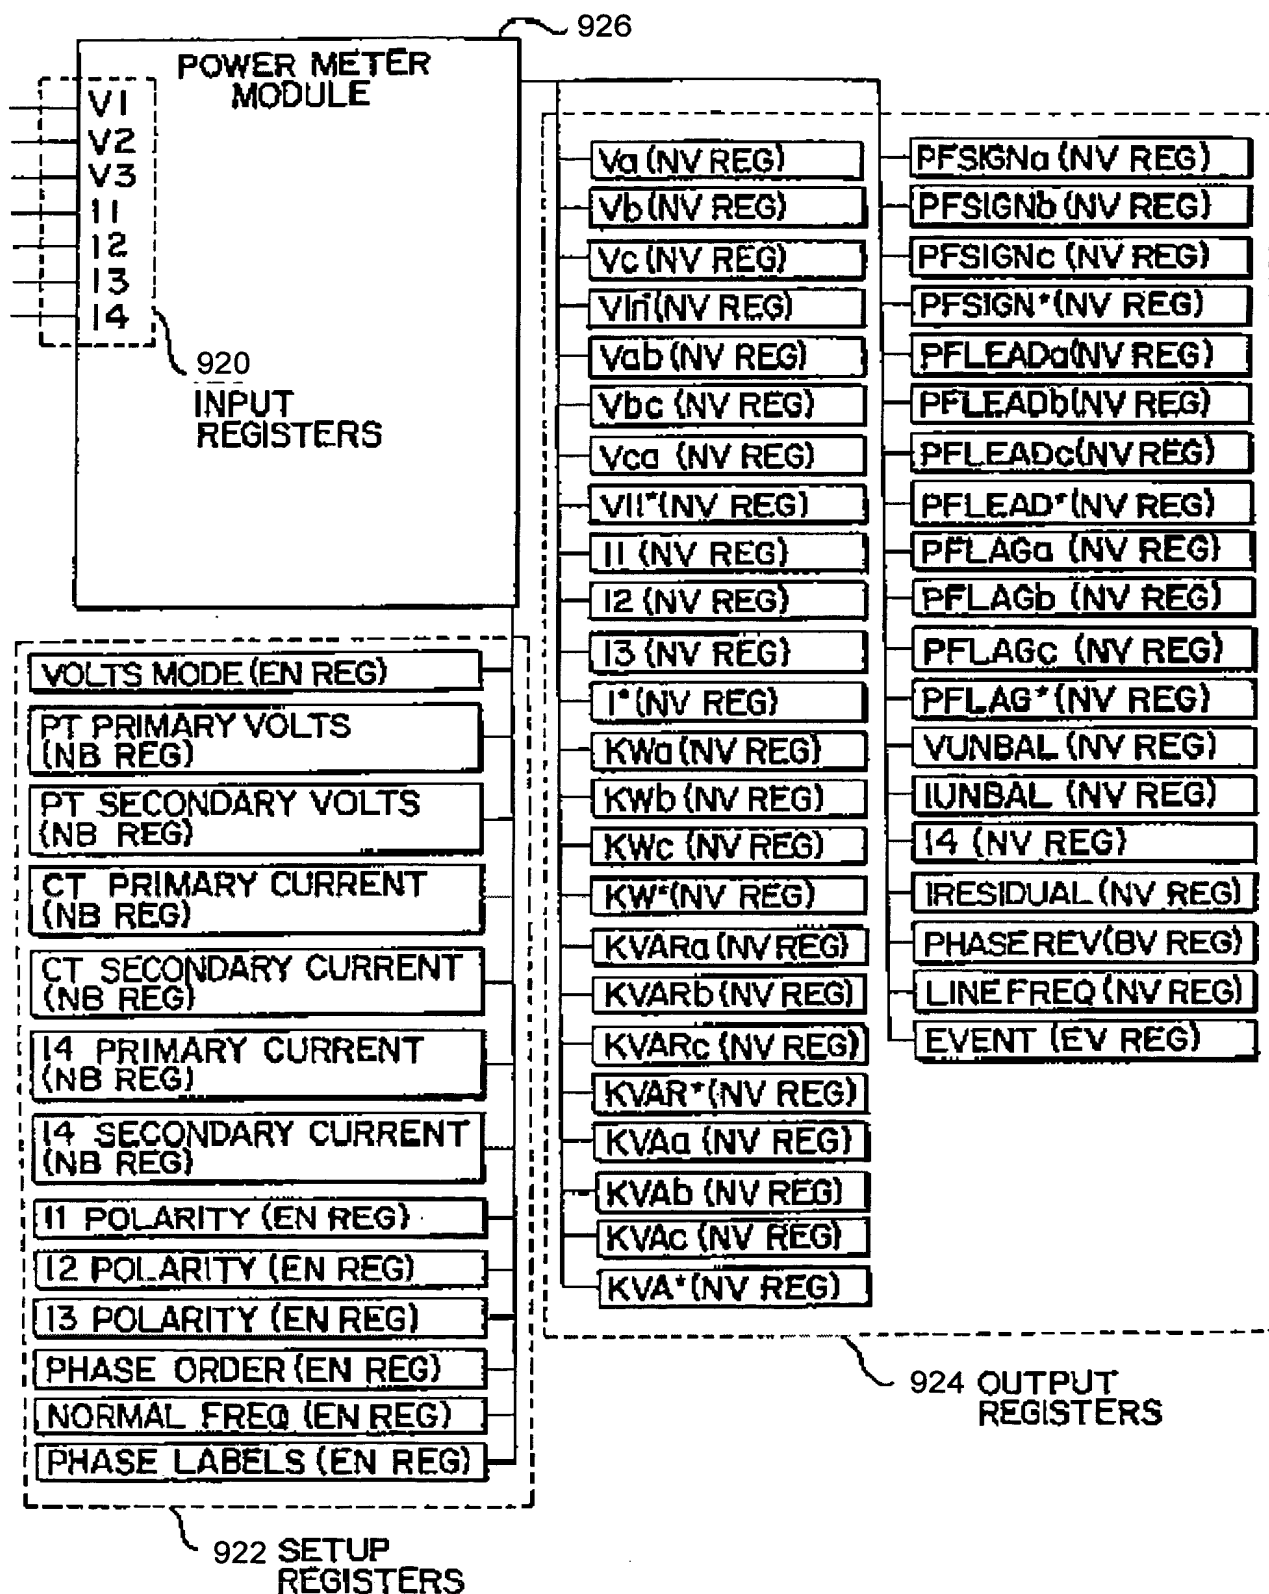 926
POWER METER
MODULE
V1
V2
V3
I1
I2
I3
I4
920
INPUT
REGISTERS
VOLTS MODE (EN REG)
PT PRIMARY VOLTS
(NB REG)
PT SECONDARY VOLTS
(NB REG)
CT PRIMARY CURRENT
(NB REG)
CT SECONDARY CURRENT
(NB REG)
I4 PRIMARY CURRENT
(NB REG)
I4 SECONDARY CURRENT
(NB REG)
I1 POLARITY (EN REG)
I2 POLARITY (EN REG)
I3 POLARITY (EN REG)
PHASE ORDER (EN REG)
NORMAL FREQ (EN REG)
PHASE LABELS (EN REG)
922 SETUP
REGISTERS
Va (NV REG)
Vb (NV REG)
Vc (NV REG)
Vln* (NV REG)
Vab (NV REG)
Vbc (NV REG)
Vca (NV REG)
Vll* (NV REG)
I1 (NV REG)
I2 (NV REG)
I3 (NV REG)
I* (NV REG)
KWa (NV REG)
KWb (NV REG)
KWc (NV REG)
KW* (NV REG)
KVARa (NV REG)
KVARb (NV REG)
KVARc (NV REG)
KVAR* (NV REG)
KVAa (NV REG)
KVAb (NV REG)
KVAc (NV REG)
KVA* (NV REG)
PFSIGNa (NV REG)
PFSIGNb (NV REG)
PFSIGNc (NV REG)
PFSIGN* (NV REG)
PFLEADa (NV REG)
PFLEADb (NV REG)
PFLEADc (NV REG)
PFLEAD* (NV REG)
PFLAGa (NV REG)
PFLAGb (NV REG)
PFLAGc (NV REG)
PFLAG* (NV REG)
VUNBAL (NV REG)
IUNBAL (NV REG)
I4 (NV REG)
IRESIDUAL (NV REG)
PHASE REV (BV REG)
LINE FREQ (NV REG)
EVENT (EV REG)
924 OUTPUT
REGISTERS